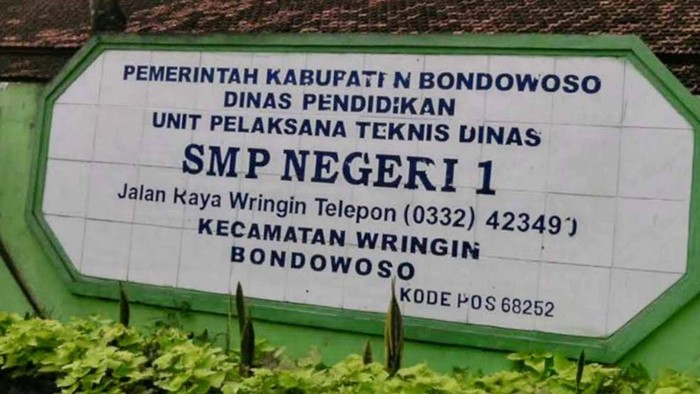 PEMERINTAH KABUPATEN BONDOWOSO
DINAS PENDIDIKAN
UNIT PELAKSANA TEKNIS DINAS
SMP NEGERI 1
Jalan Raya Wringin Telepon (0332)
KECAMATAN WRINGIN
BONDOWOSO
KODE POS 68252